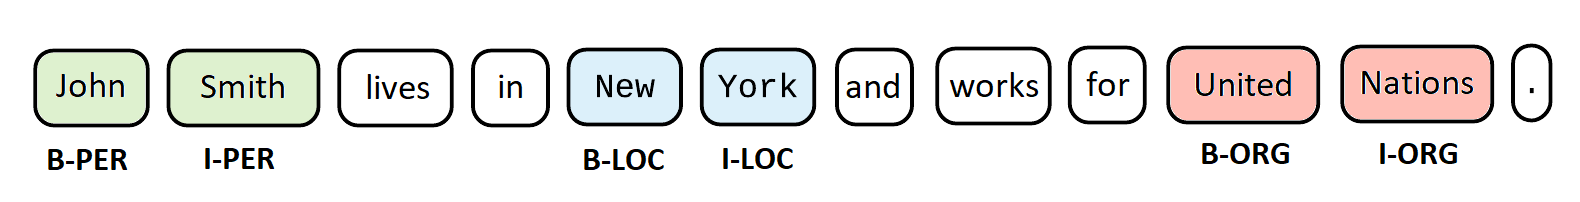 John Smith lives in New York and works for United Nations .
B-PER I-PER B-LOC I-LOC B-ORG I-ORG